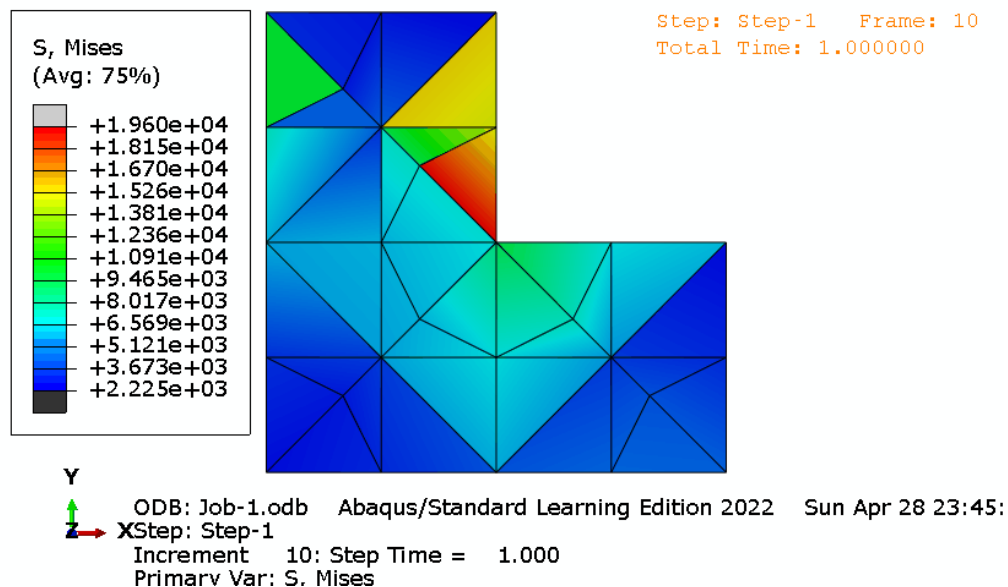 Step: Step-1   Frame: 10
Total Time: 1.000000
S, Mises
(Avg: 75%)
+1.960e+04
+1.815e+04
+1.670e+04
+1.526e+04
+1.381e+04
+1.236e+04
+1.091e+04
+9.465e+03
+8.017e+03
+6.569e+03
+5.121e+03
+3.673e+03
+2.225e+03
Y
Z
X
ODB: Job-1.odb   Abaqus/Standard Learning Edition 2022   Sun Apr 28 23:45:
Step: Step-1
Increment   10: Step Time =   1.000
Primary Var: S, Mises